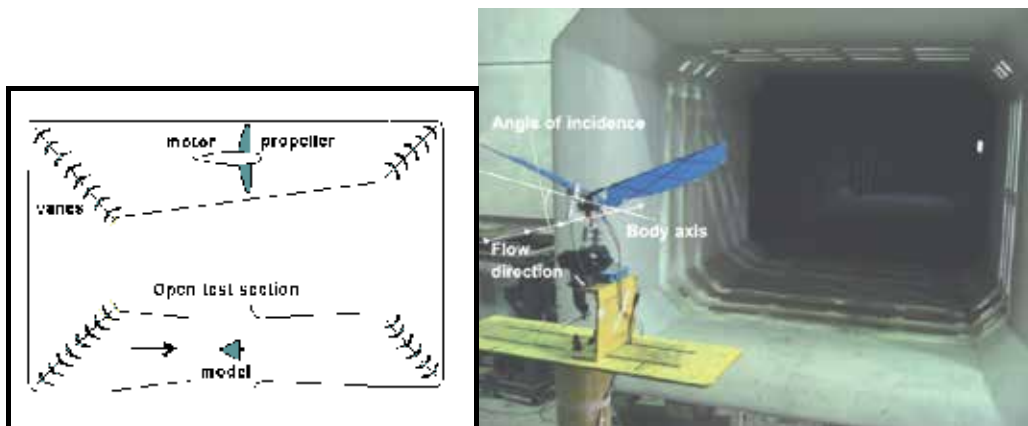 motor propeller
vanes
Open test section
model
Angle of incidence
Body axis
Flow
direction